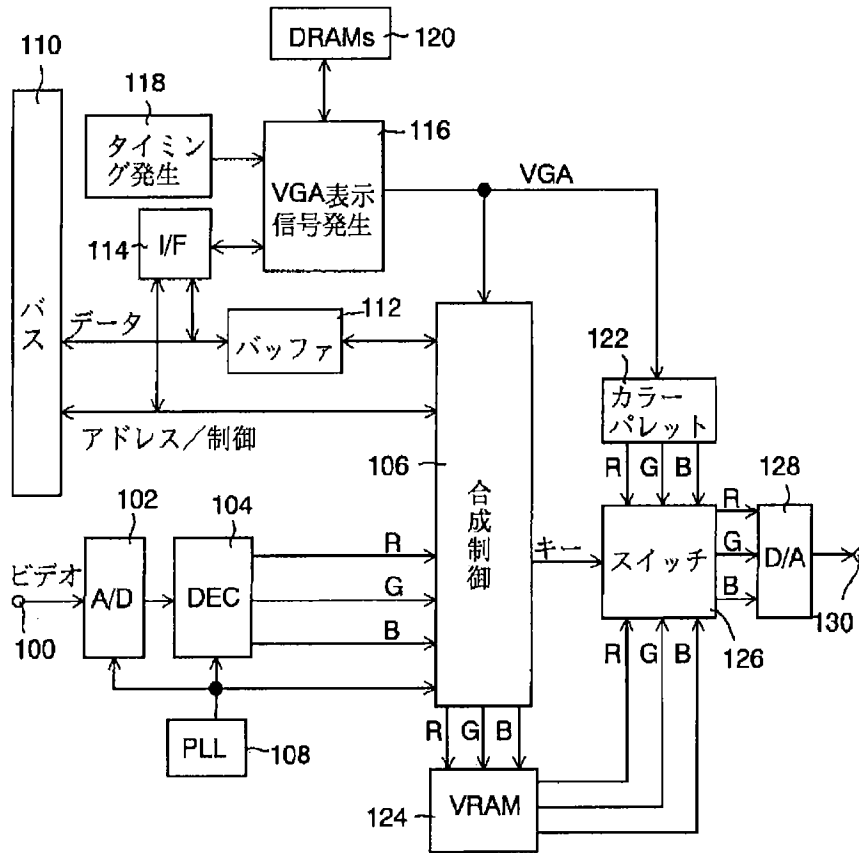 110
DRAMs
120
118
タイミン
グ発生
116
VGA表示
信号発生
VGA
114
I/F
バス
データ
112
バッファ
アドレス／制御
122
カラー
パレット
R G B
106
合成制御
102
104
128
R
G
B
ビデオ
A/D
DEC
R
G
B
キー
スイッチ
D/A
100
130
126
R G B
PLL
108
R G B
124
VRAM